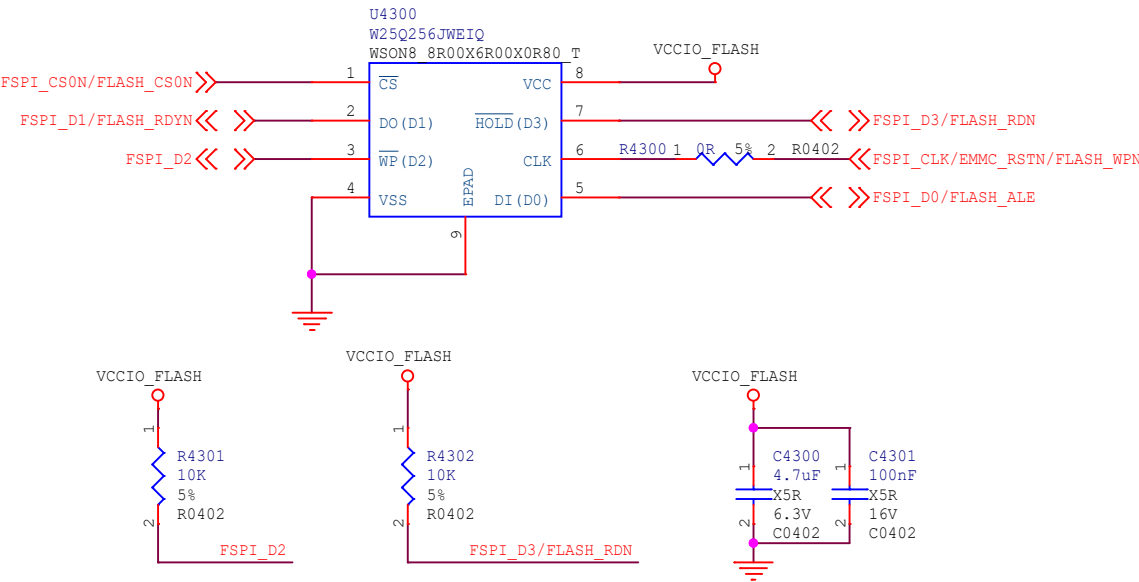 U4300
W25Q256JWEIQ
WSON8_8R00X6R00X0R80_T
VCCIO_FLASH
FSPI_CS0N/FLASH_CS0N
1
CS
VCC
8
FSPI_D1/FLASH_RDYN
2
DO(D1)
HOLD(D3)
7
FSPI_D3/FLASH_RDN
FSPI_D2
3
WP(D2)
CLK
6
R4300 1 0R 5% 2 R0402
FSPI_CLK/EMMC_RSTN/FLASH_WPN
4
VSS
EPAD
DI(D0)
5
FSPI_D0/FLASH_ALE
9
VCCIO_FLASH
1
R4301
10K
5%
R0402
2
FSPI_D2
VCCIO_FLASH
1
R4302
10K
5%
R0402
2
FSPI_D3/FLASH_RDN
VCCIO_FLASH
1
C4300
4.7uF
X5R
6.3V
C0402
2
1
C4301
100nF
X5R
16V
C0402
2